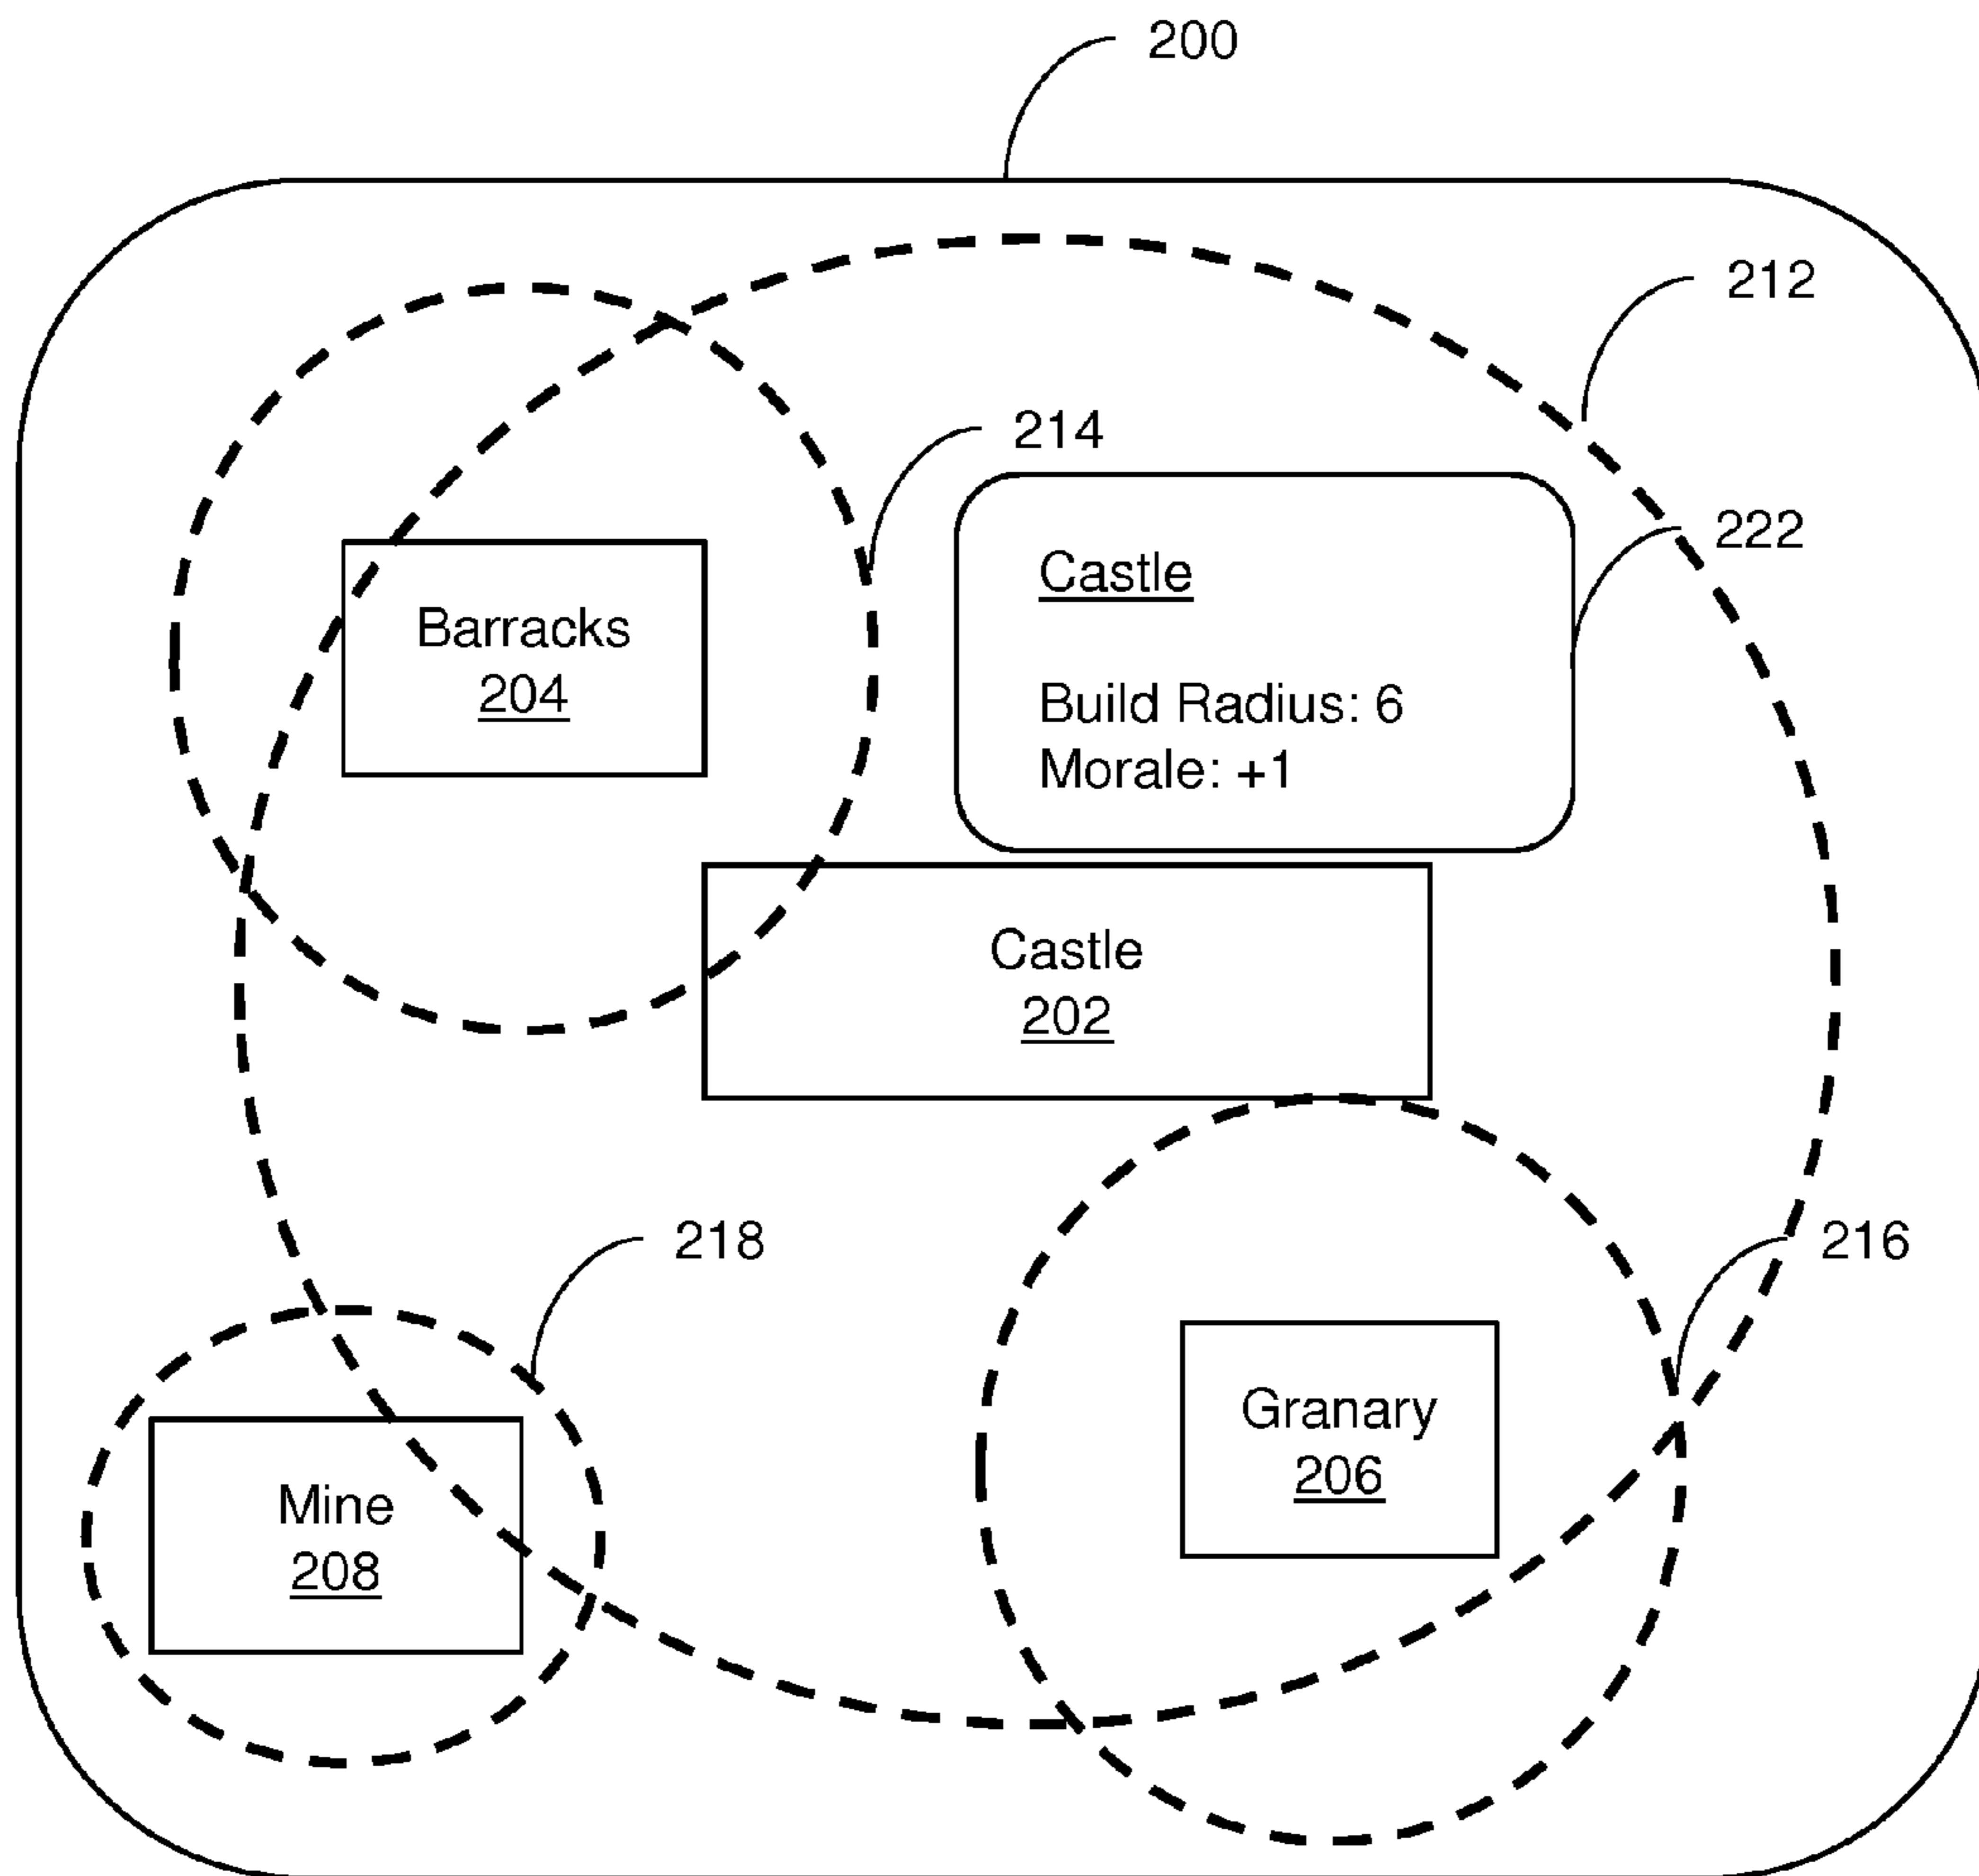 200
212
214
222
Castle
Build Radius: 6
Morale: +1
Barracks
204
Castle
202
218
216
Granary
206
Mine
208